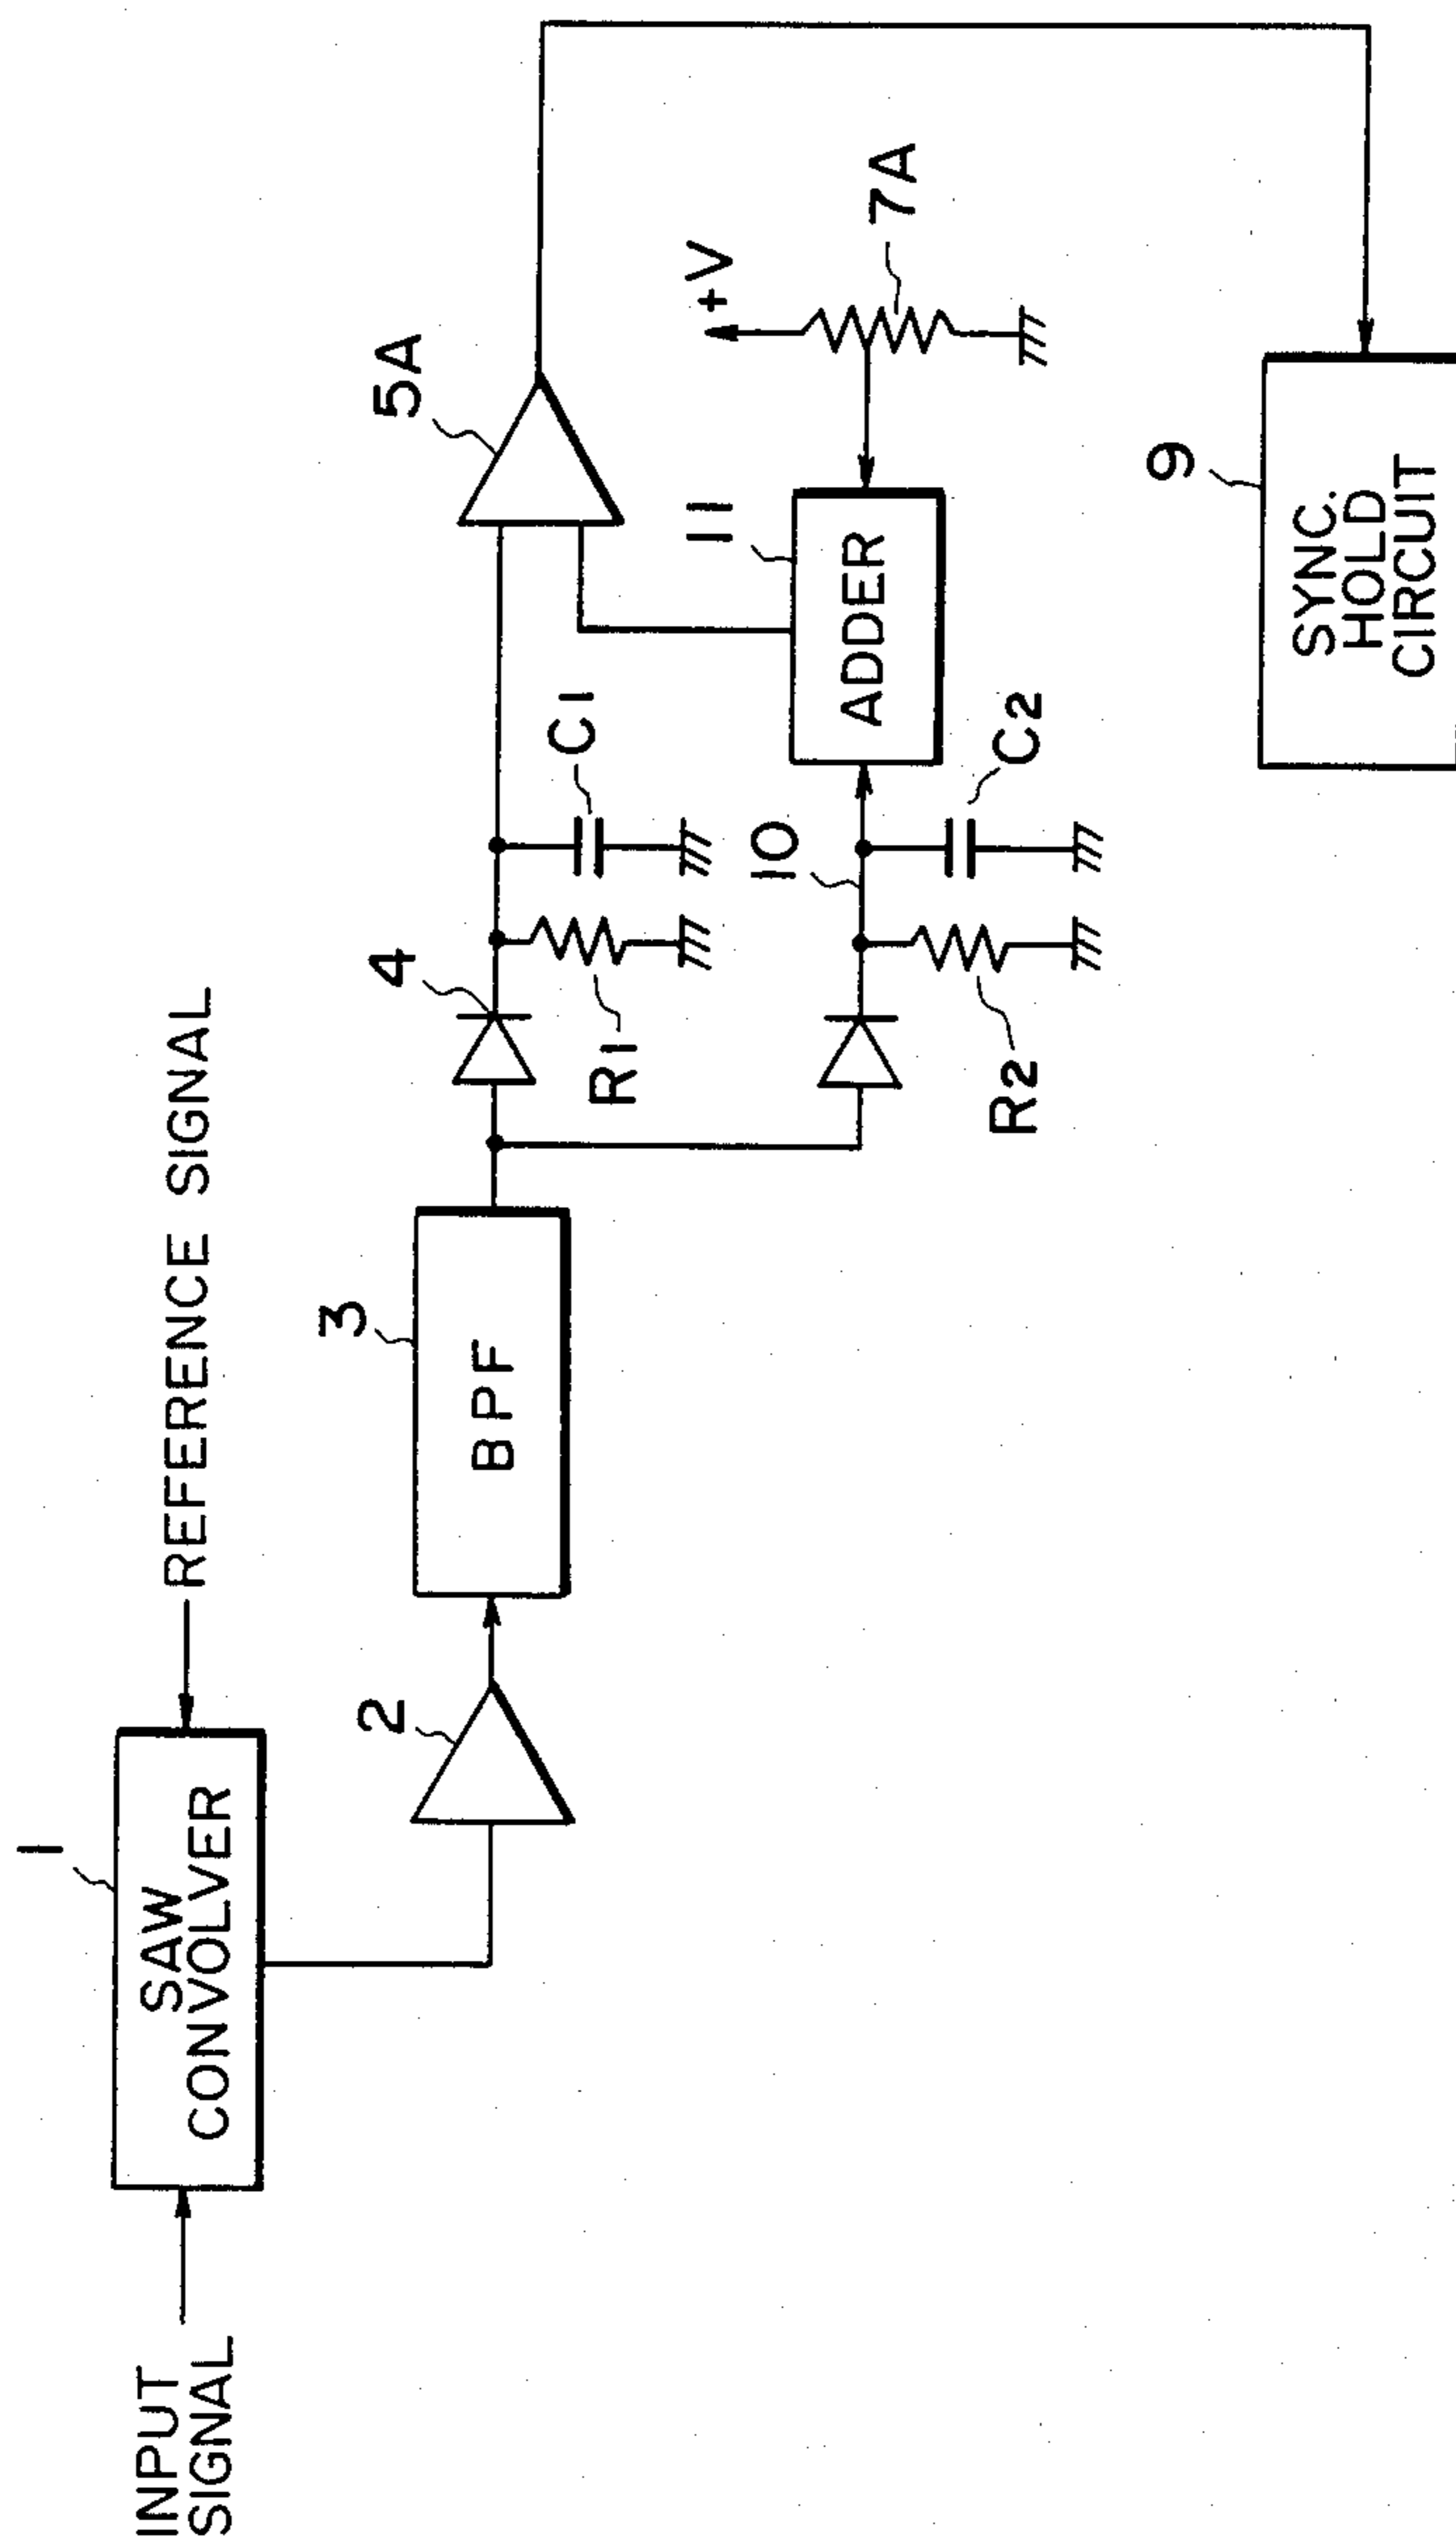 INPUT
SIGNAL
1
SAW
CONVOLVER
REFERENCE SIGNAL
2
3
BPF
4
R1
C1
5A
+V
7A
10
11
ADDER
R2
C2
9
SYNC.
HOLD
CIRCUIT